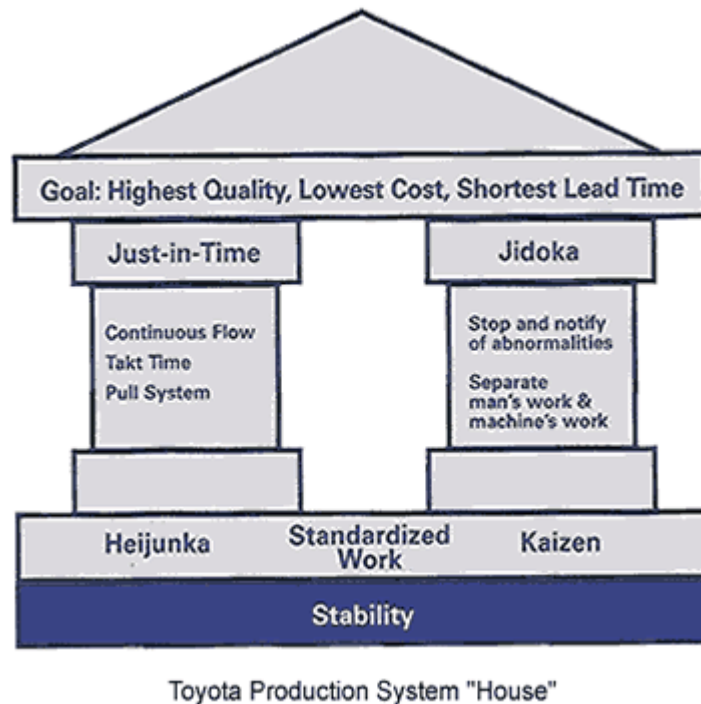 Goal: Highest Quality, Lowest Cost, Shortest Lead Time
Just-in-Time
Continuous Flow
Takt Time
Pull System
Jidoka
Stop and notify
of abnormalities
Separate
man's work &
machine's work
Heijunka
Standardized
Work
Kaizen
Stability
Toyota Production System "House"